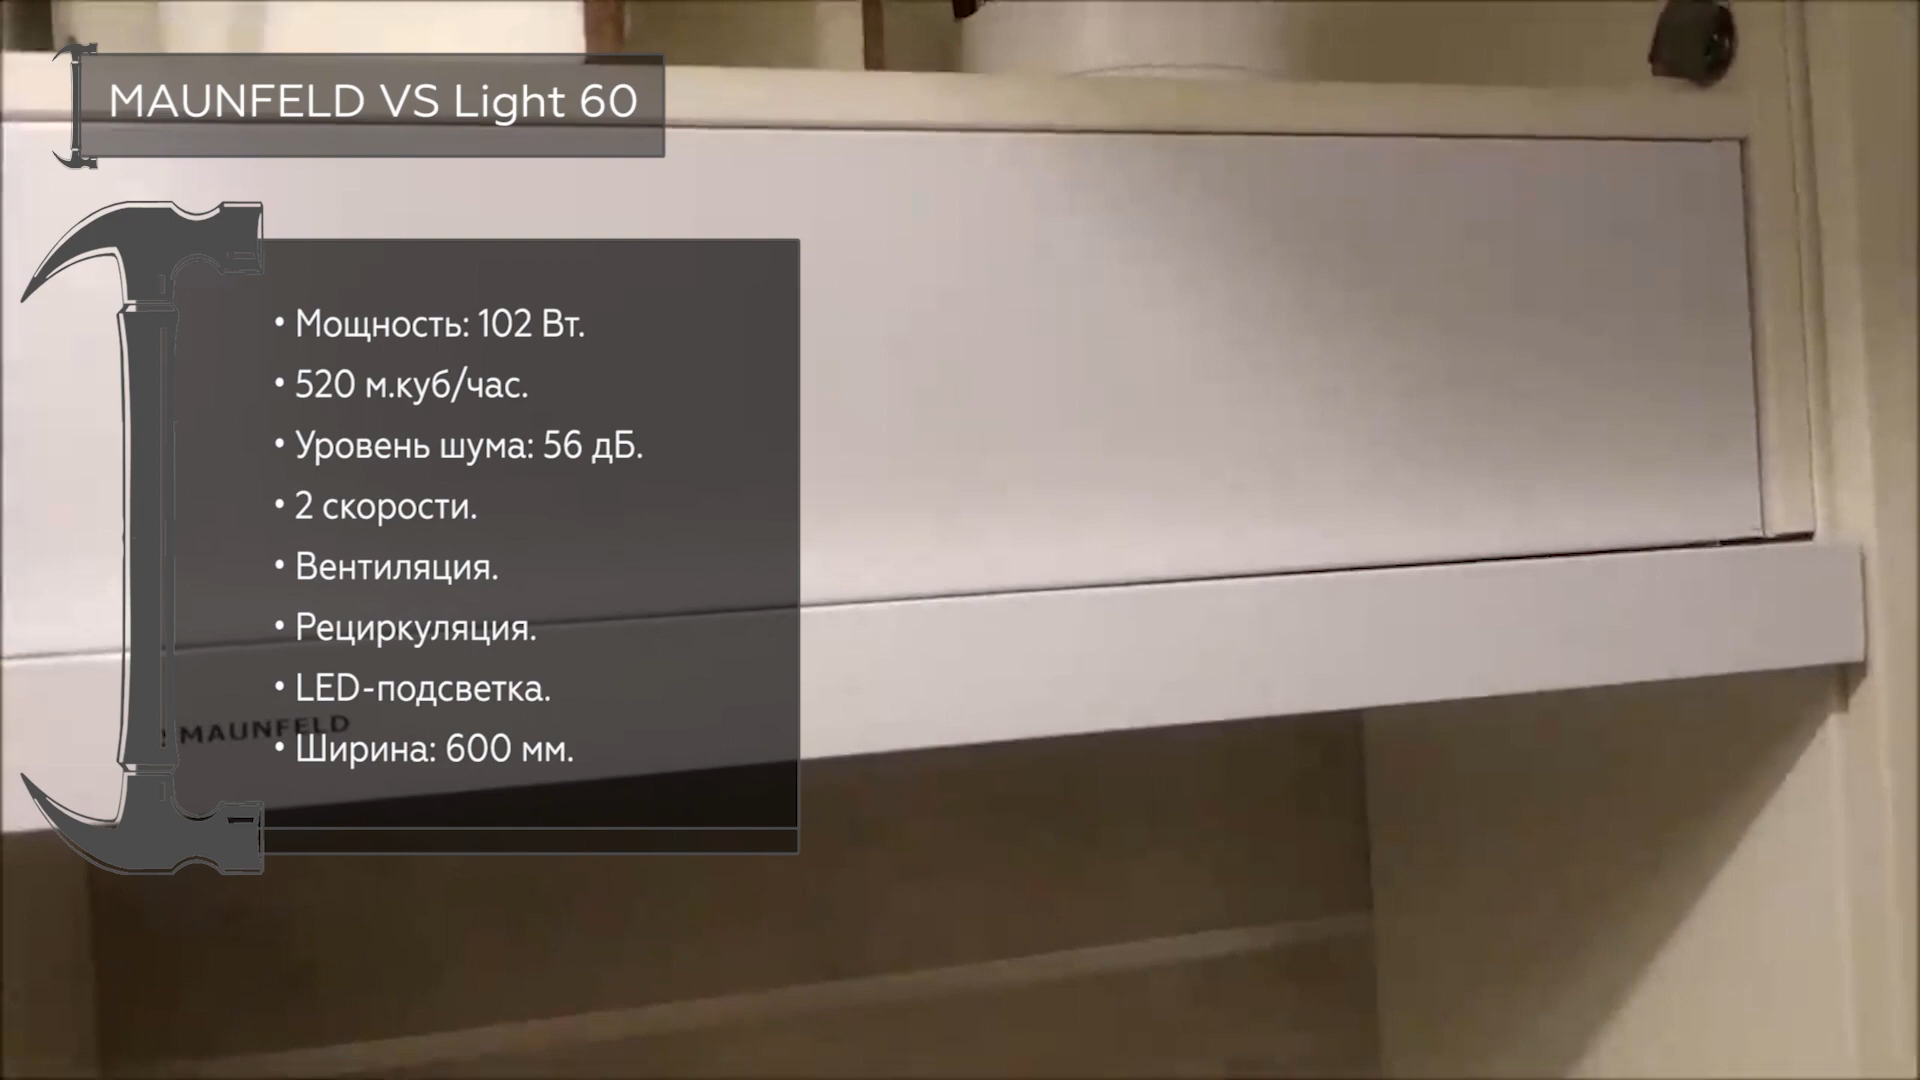 MAUNFELD VS Light 60
• Мощность: 102 Вт.
• 520 м.куб/час.
• Уровень шума: 56 дБ.
• 2 скорости.
• Вентиляция.
• Рециркуляция.
• LED-подсветка.
MAUNFELD
• Ширина: 600 мм.